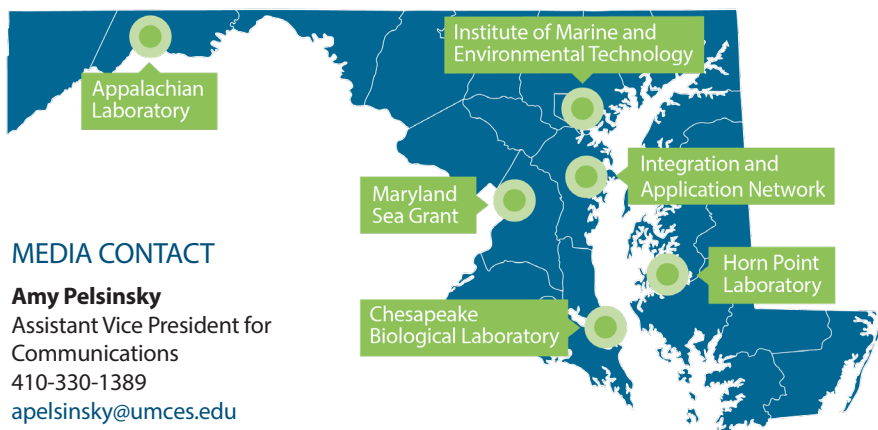 Institute of Marine and
Environmental Technology
Appalachian
Laboratory
Integration and
Application Network
Maryland
Sea Grant
Horn Point
Laboratory
Chesapeake
Biological Laboratory
MEDIA CONTACT
Amy Pelsinsky
Assistant Vice President for
Communications
410-330-1389
apelsinsky@umces.edu